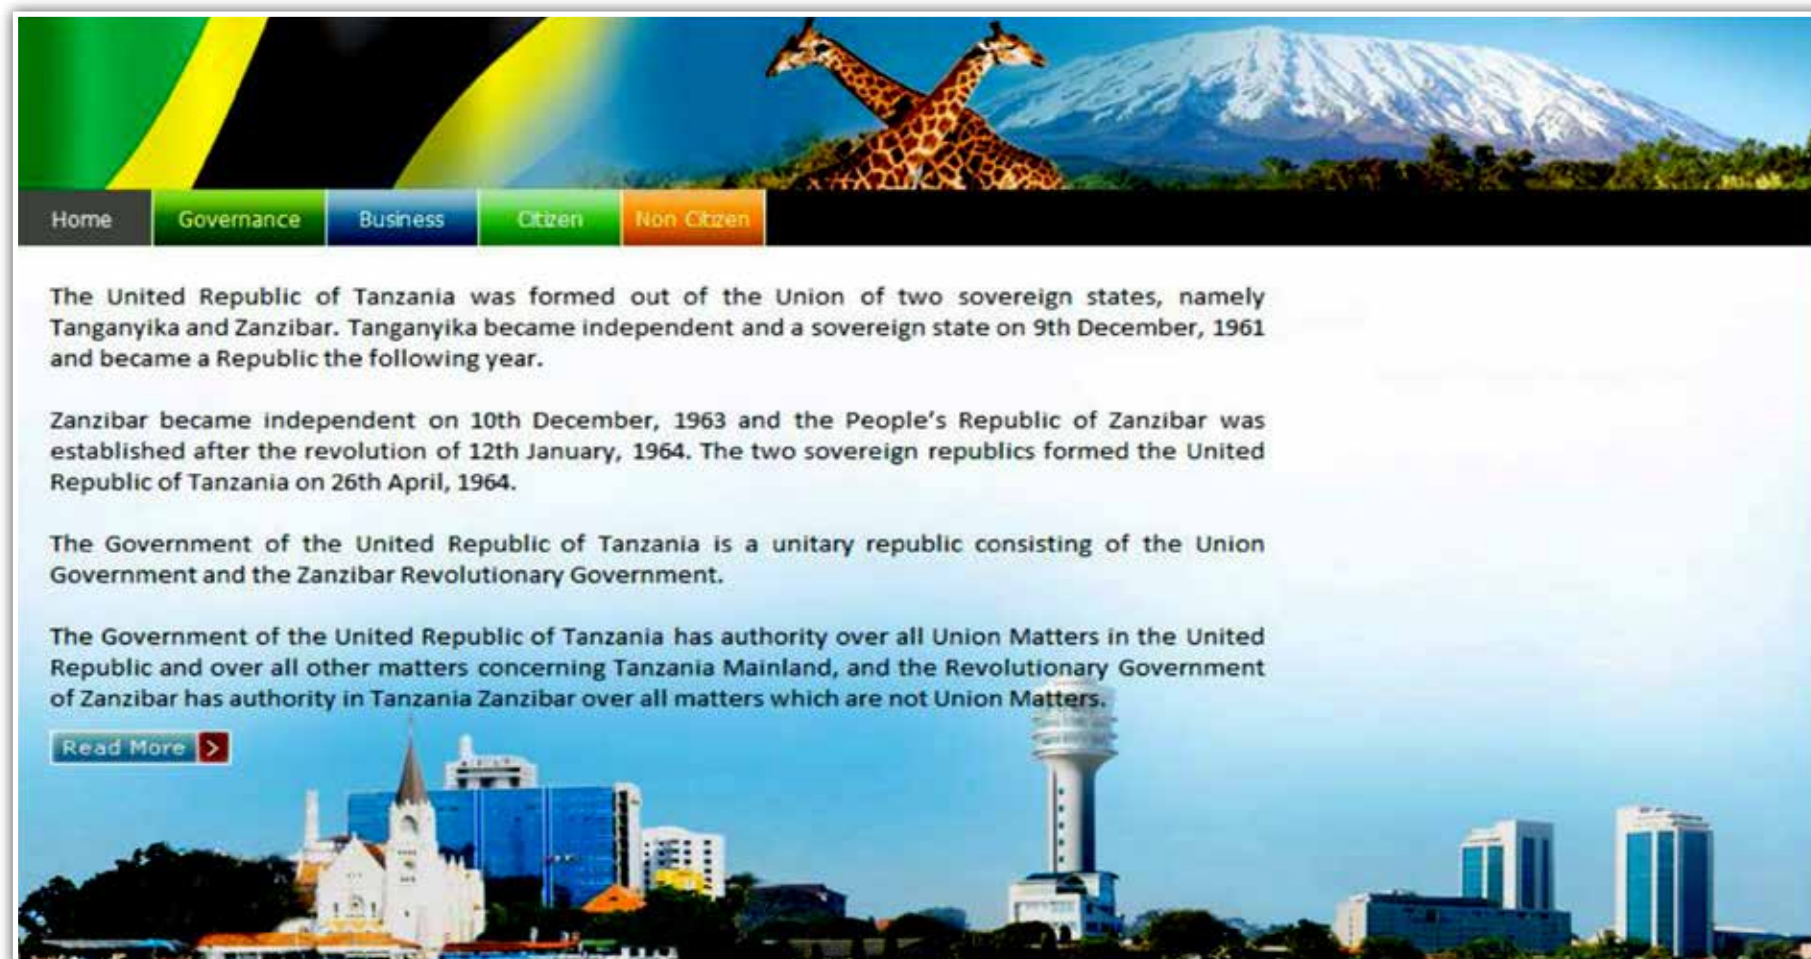 Home
Governance
Business
Citizen
Non Citizen
The United Republic of Tanzania was formed out of the Union of two sovereign states, namely
Tanganyika and Zanzibar. Tanganyika became independent and a sovereign state on 9th December, 1961
and became a Republic the following year.
Zanzibar became independent on 10th December, 1963 and the People's Republic of Zanzibar was
established after the revolution of 12th January, 1964. The two sovereign republics formed the United
Republic of Tanzania on 26th April, 1964.
The Government of the United Republic of Tanzania is a unitary republic consisting of the Union
Government and the Zanzibar Revolutionary Government.
The Government of the United Republic of Tanzania has authority over all Union Matters in the United
Republic and over all other matters concerning Tanzania Mainland, and the Revolutionary Government
of Zanzibar has authority in Tanzania Zanzibar over all matters which are not Union Matters.
Read More >